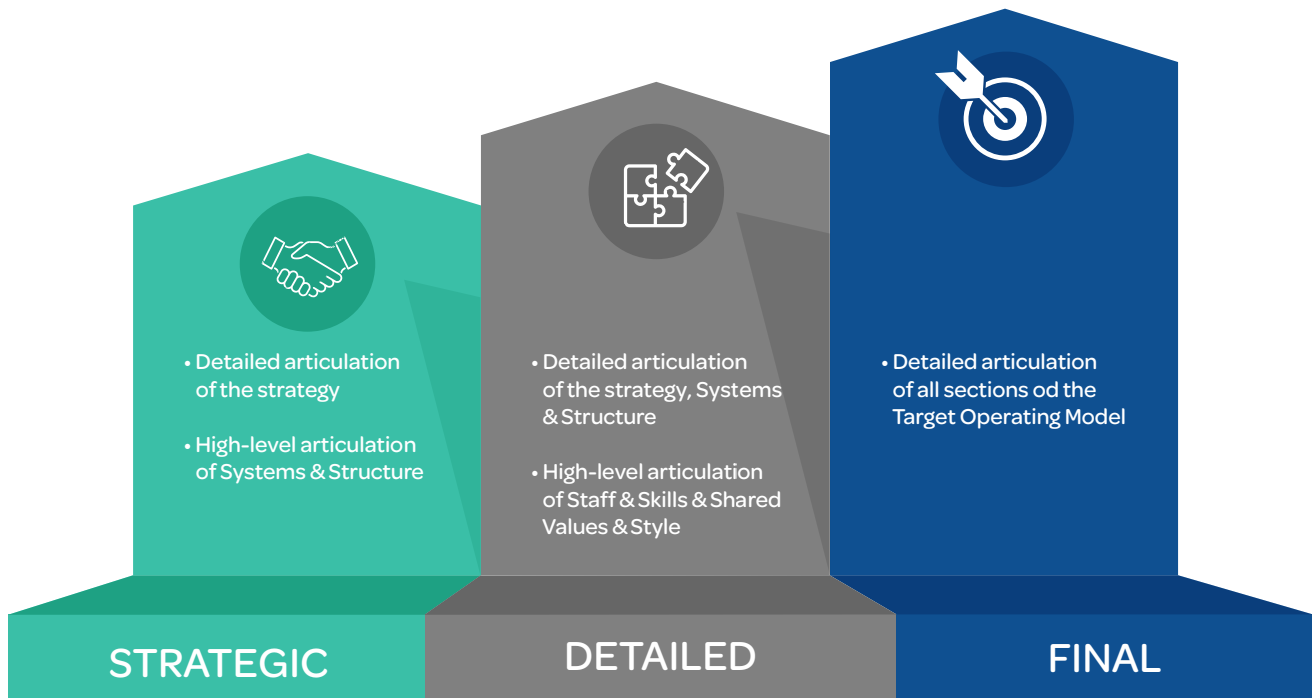 • Detailed articulation
of the strategy
• High-level articulation
of Systems & Structure
STRATEGIC
• Detailed articulation
of the strategy, Systems
& Structure
• High-level articulation
of Staff & Skills & Shared
Values & Style
DETAILED
• Detailed articulation
of all sections od the
Target Operating Model
FINAL